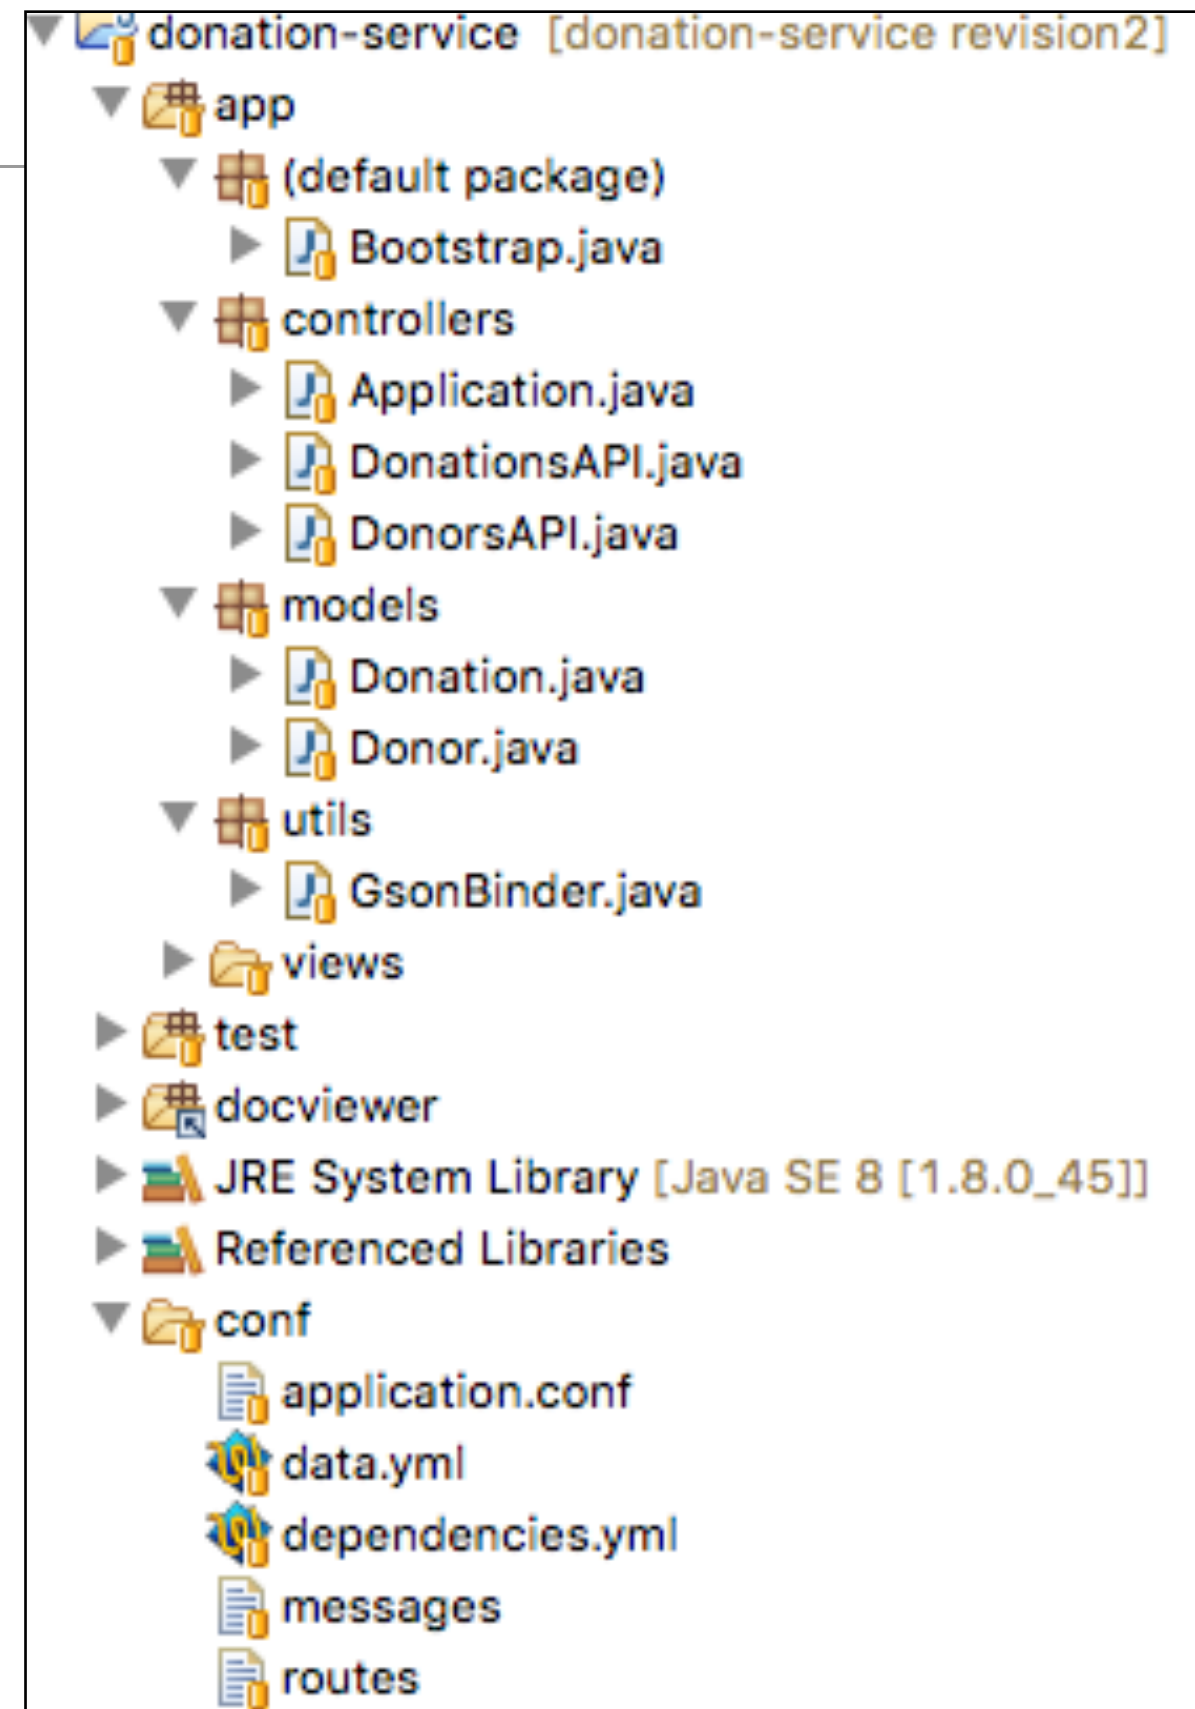 donation-service [donation-service revision2]
app
(default package)
Bootstrap.java
controllers
Application.java
DonationsAPI.java
DonorsAPI.java
models
Donation.java
Donor.java
utils
GsonBinder.java
views
test
docviewer
JRE System Library [Java SE 8 [1.8.0_45]]
Referenced Libraries
conf
application.conf
data.yml
dependencies.yml
messages
routes